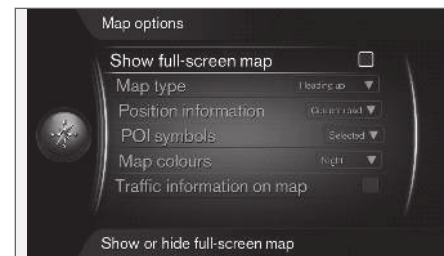 Map options
Show full-screen map
Map type Heading up
Position information Current road
POI symbols Selected
Map colours Night
Traffic information on map
Show or hide full-screen map